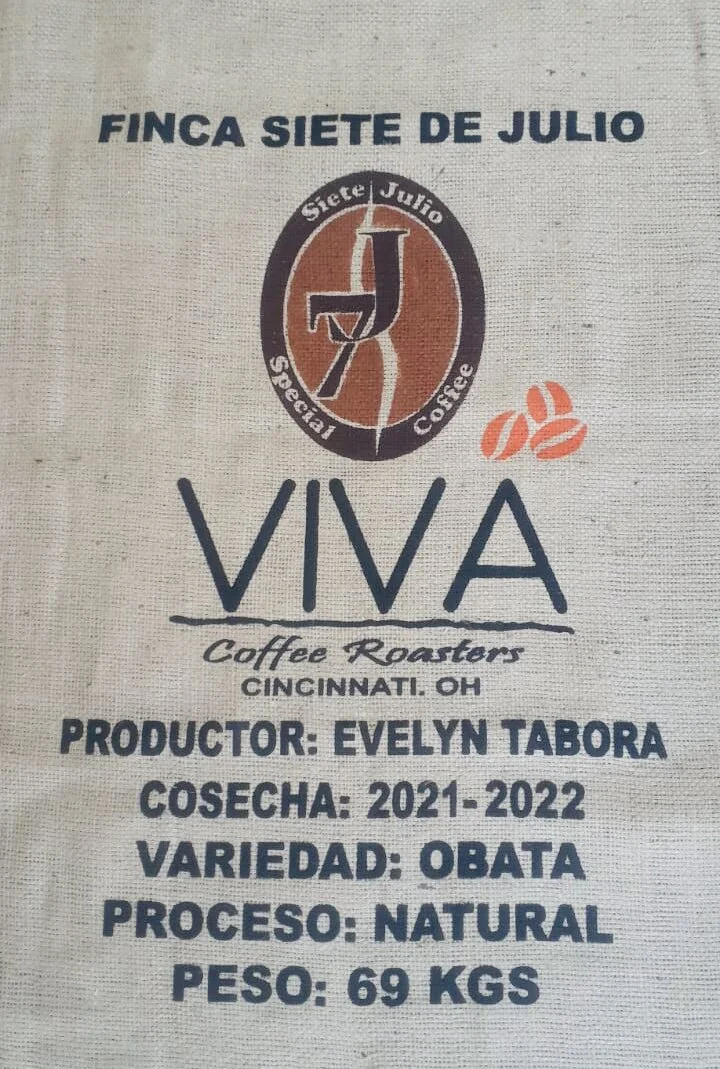 FINCA SIETE DE JULIO
Siete Julio
7J
Special Coffee
VIVA
Coffee Roasters
CINCINNATI. OH
PRODUCTOR: EVELYN TABORA
COSECHA: 2021-2022
VARIEDAD: OBATA
PROCESO: NATURAL
PESO: 69 KGS